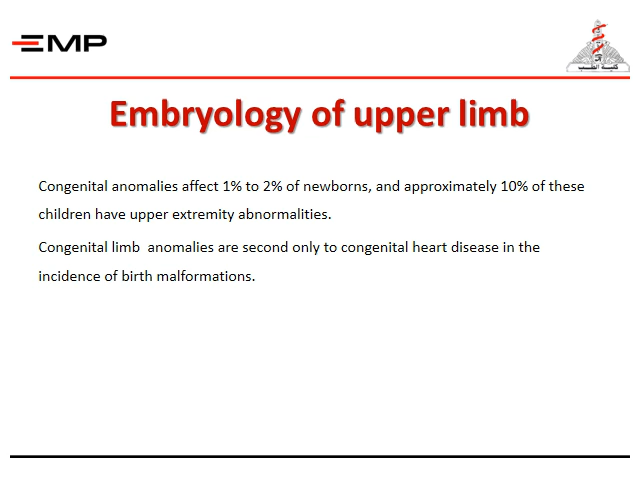 EMP
كلية الطب
Embryology of upper limb
Congenital anomalies affect 1% to 2% of newborns, and approximately 10% of these
children have upper extremity abnormalities.
Congenital limb  anomalies are second only to congenital heart disease in the
incidence of birth malformations.